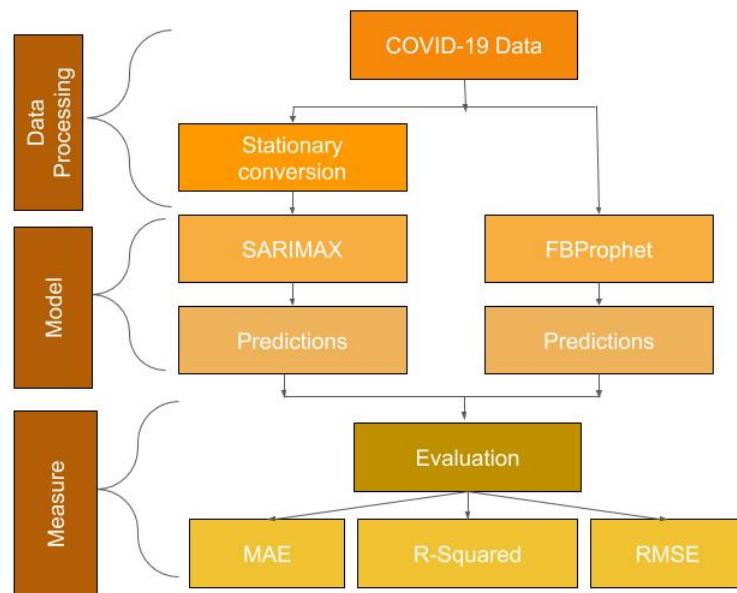 COVID-19 Data
Data
Processing
Stationary
conversion
SARIMAX
FBProphet
Model
Predictions
Predictions
Evaluation
Measure
MAE
R-Squared
RMSE